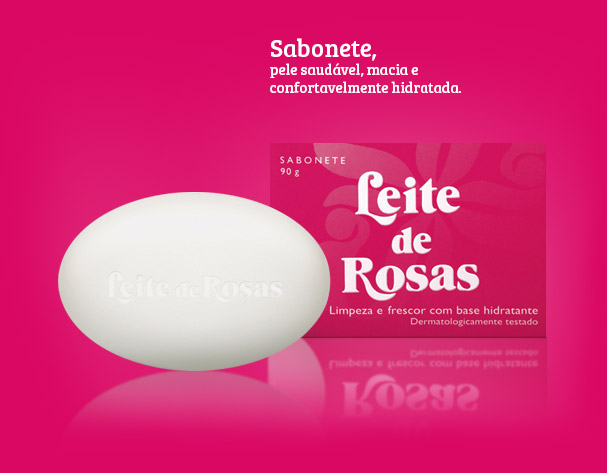 Sabonete,
pele saudável, macia e
confortavelmente hidratada.
SABONETE
90 g
Leite
de
Rosas
Limpeza e frescor com base hidratante
Dermatologicamente testado
Leite de Rosas